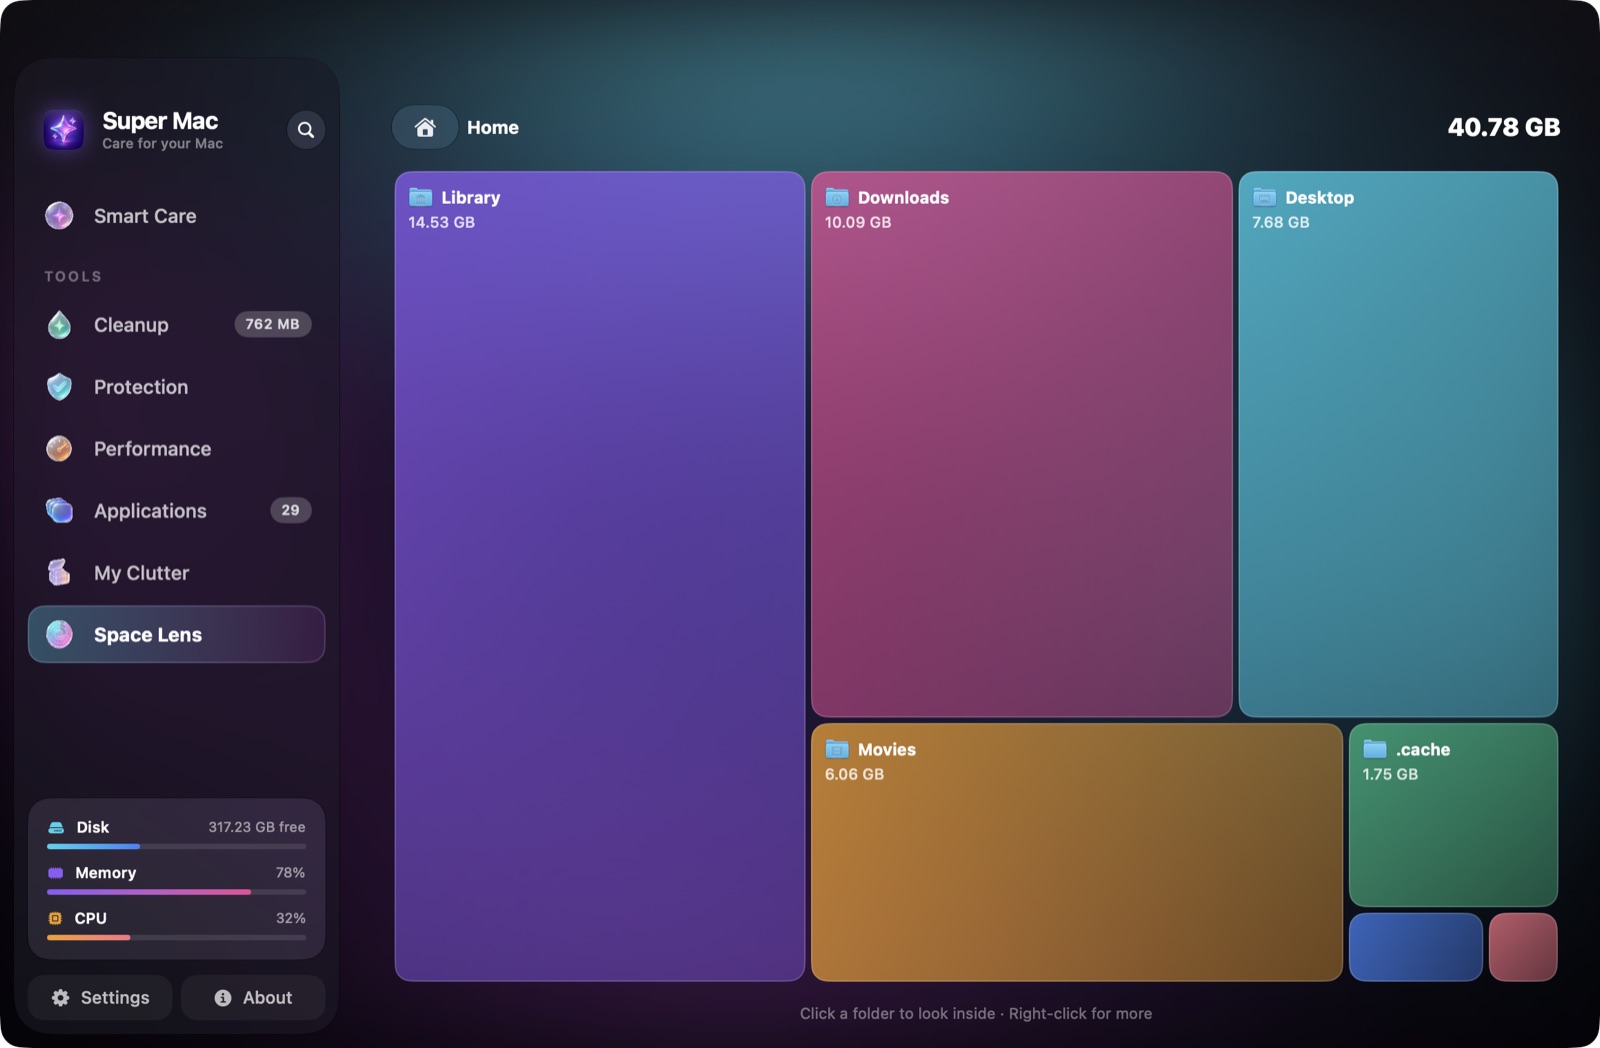 Super Mac
Care for your Mac
Smart Care
TOOLS
Cleanup
762 MB
Protection
Performance
Applications
29
My Clutter
Space Lens
Disk
317.23 GB free
Memory
78%
CPU
32%
Settings
About
Home
40.78 GB
Library
14.53 GB
Downloads
10.09 GB
Desktop
7.68 GB
Movies
6.06 GB
.cache
1.75 GB
Click a folder to look inside · Right-click for more